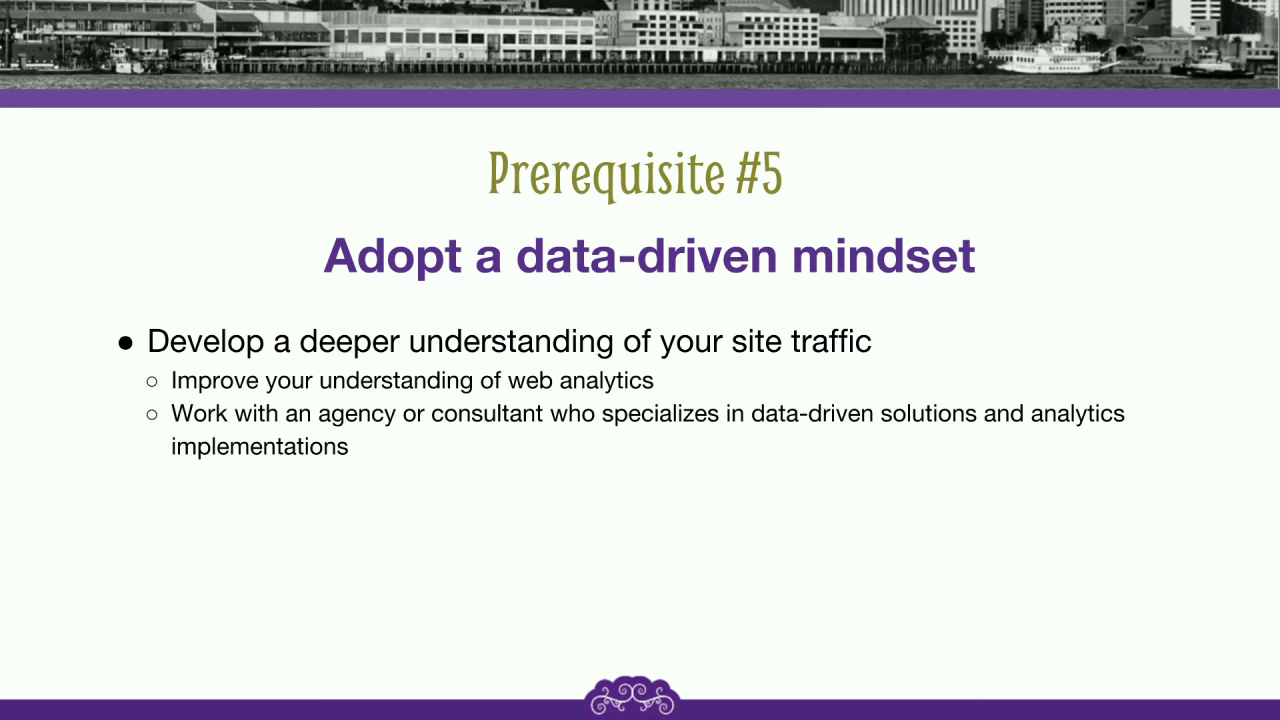 Prerequisite #5
Adopt a data-driven mindset
● Develop a deeper understanding of your site traffic
○ Improve your understanding of web analytics
○ Work with an agency or consultant who specializes in data-driven solutions and analytics
implementations